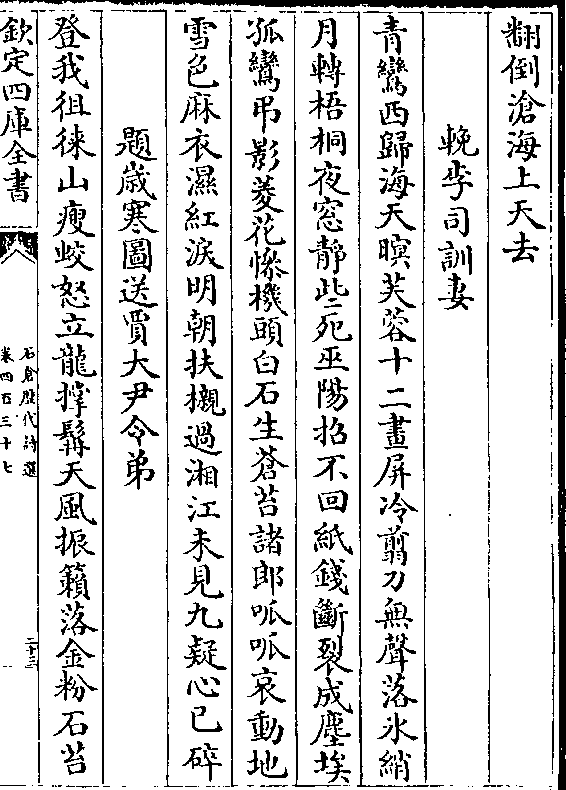 翻倒滄海上天去
輓李司訓妻
青鸞西歸海天暝芙蓉十二畫屏冷翦刀無聲落氷綃
月轉梧桐夜窓靜些死巫陽招不回紙錢斷裂成塵埃
孤鸞弔影菱花慘機頭白石生蒼苔諸郎呱呱哀動地
雪色麻衣濕紅淚明朝扶櫬過湘江未見九疑心已碎
題歲寒圖送賈大尹令弟
登我徂徠山瘦蛟怒立龍撑髯天風振籟落金粉石苔
欽定四庫全書
石倉歷代詩選
卷四百三十七
二十三